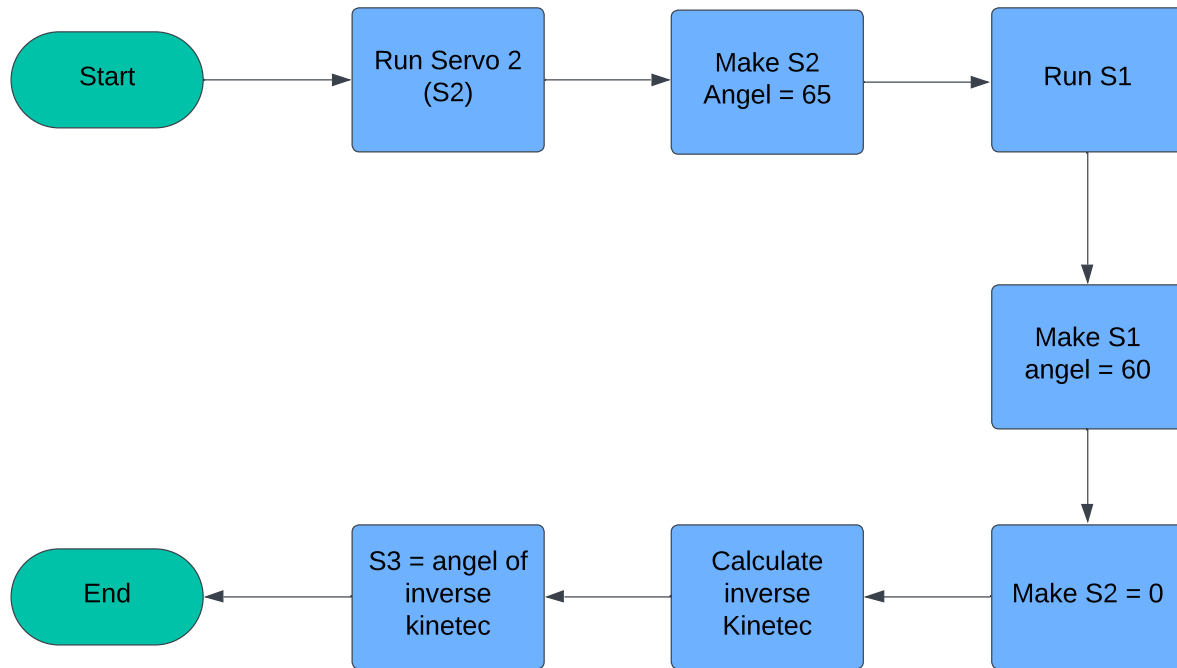 Start
Run Servo 2
(S2)
Make S2
Angel = 65
Run S1
Make S1
angel = 60
Make S2 = 0
Calculate
inverse
Kinetec
S3 = angel of
inverse
kinetec
End